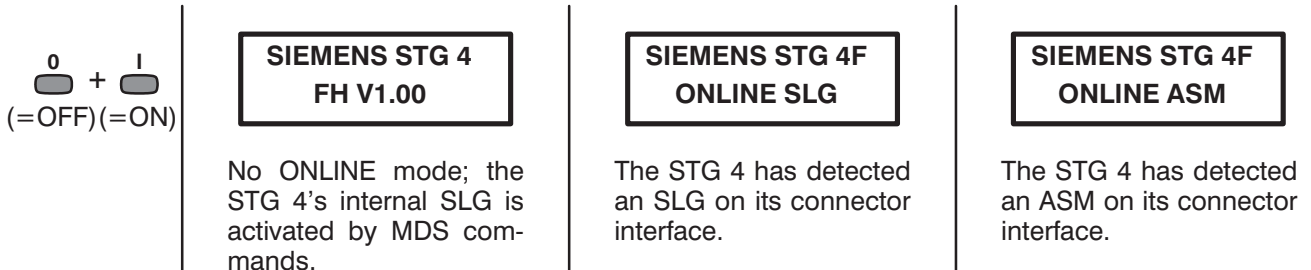 0 + I
(=OFF)(=ON)
SIEMENS STG 4
FH V1.00
No ONLINE mode; the
STG 4's internal SLG is
activated by MDS com-
mands.
SIEMENS STG 4F
ONLINE SLG
The STG 4 has detected
an SLG on its connector
interface.
SIEMENS STG 4F
ONLINE ASM
The STG 4 has detected
an ASM on its connector
interface.